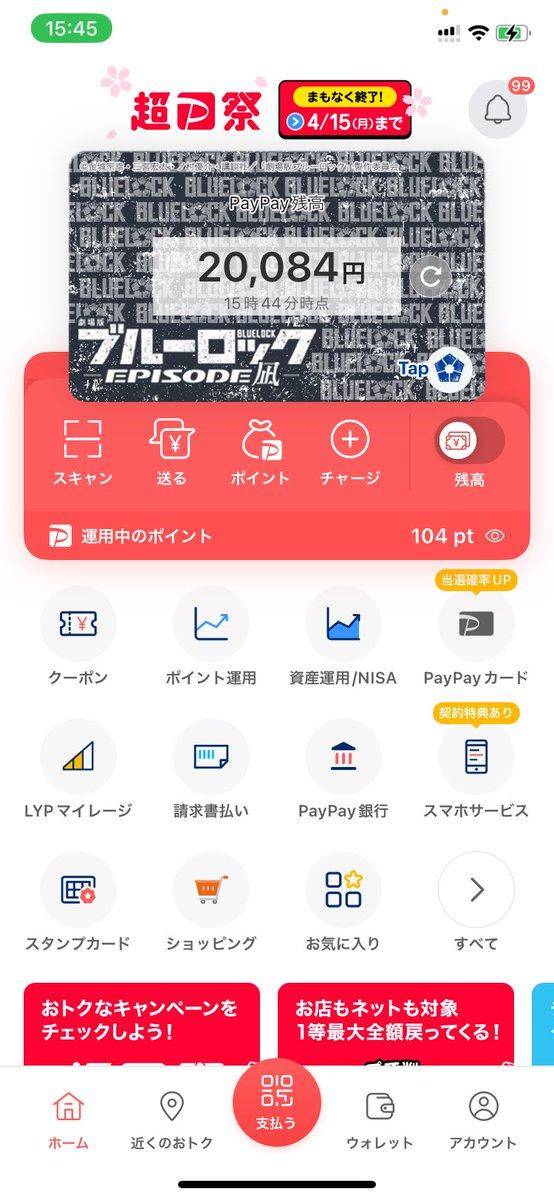 15:45
超P祭
まもなく終了!
4/15(月)まで
99
PayPay残高
20,084円
15時44分時点
劇場版
ブルーロック
BLUELOCK
EPISODE 凪
Tap
スキャン
送る
ポイント
チャージ
残高
運用中のポイント
104 pt
当選確率UP
クーポン
ポイント運用
資産運用/NISA
PayPayカード
契約特典あり
LYPマイレージ
請求書払い
PayPay銀行
スマホサービス
スタンプカード
ショッピング
お気に入り
すべて
おトクなキャンペーンを
チェックしよう!
お店もネットも対象
1等最大全額戻ってくる!
ホーム
近くのおトク
支払う
ウォレット
アカウント